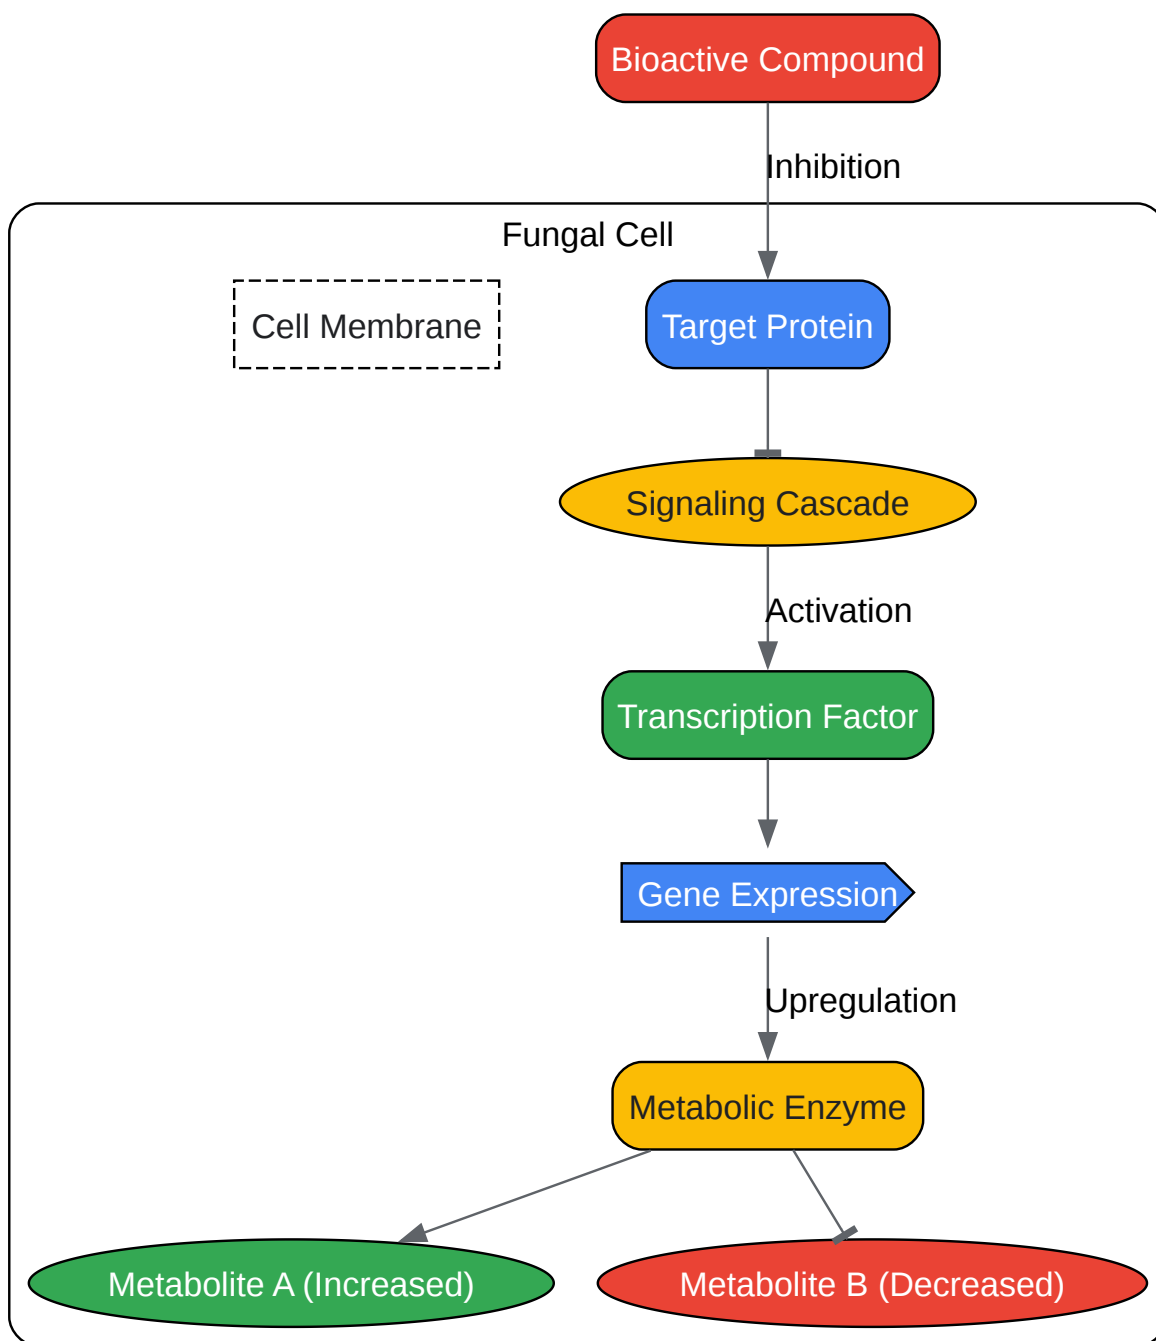 Bioactive Compound
Inhibition
Fungal Cell
Cell Membrane
Target Protein
Signaling Cascade
Activation
Transcription Factor
Gene Expression
Upregulation
Metabolic Enzyme
Metabolite A (Increased)
Metabolite B (Decreased)